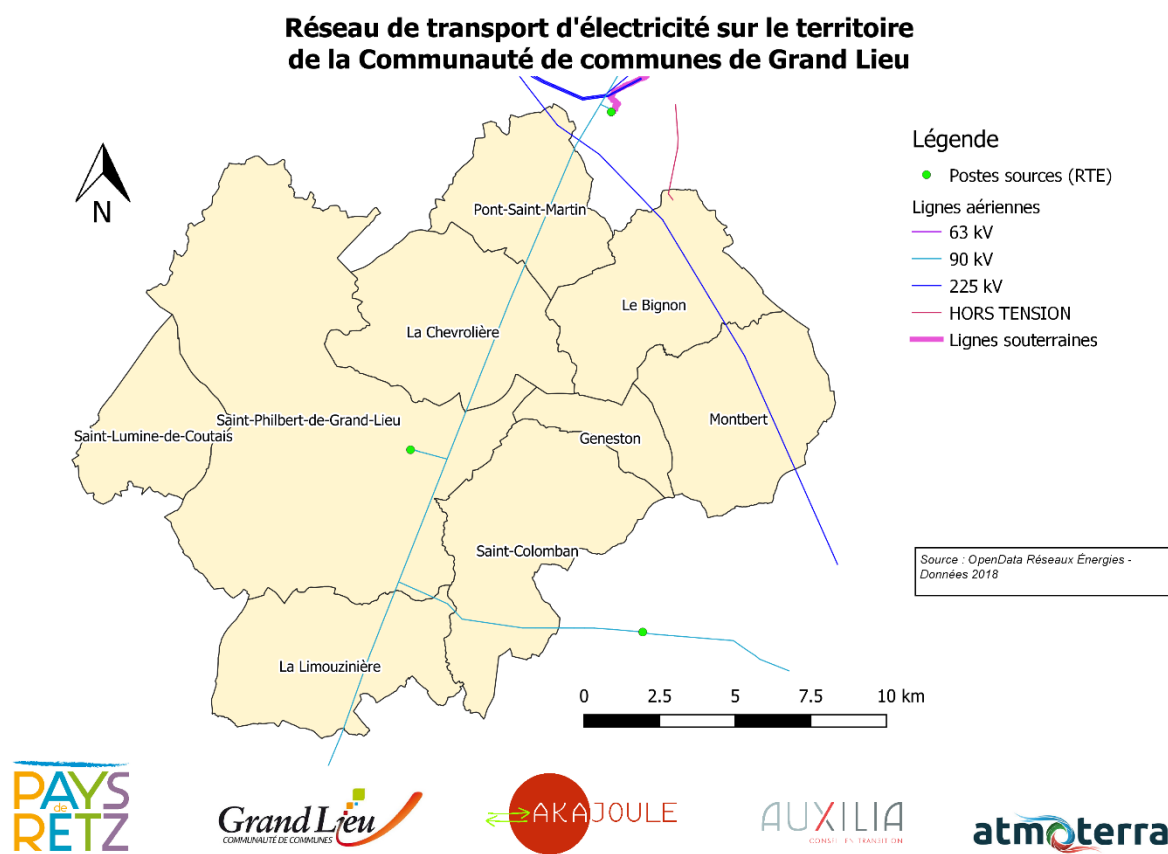 Réseau de transport d'électricité sur le territoire
de la Communauté de communes de Grand Lieu
N
Légende
Postes sources (RTE)
Lignes aériennes
63 kV
90 kV
225 kV
HORS TENSION
Lignes souterraines
Pont-Saint-Martin
Le Bignon
La Chevrolière
Saint-Philbert-de-Grand-Lieu
Montbert
Saint-Lumine-de-Coutais
Geneston
Saint-Colomban
La Limouzinière
Source : OpenData Réseaux Énergies -
Données 2018
0 2.5 5 7.5 10 km
PAYS
de
RETZ
Grand Lieu
COMMUNAUTÉ DE COMMUNES
AKAJOULE
AUXILIA
CONSEIL EN TRANSITION
atmoterra